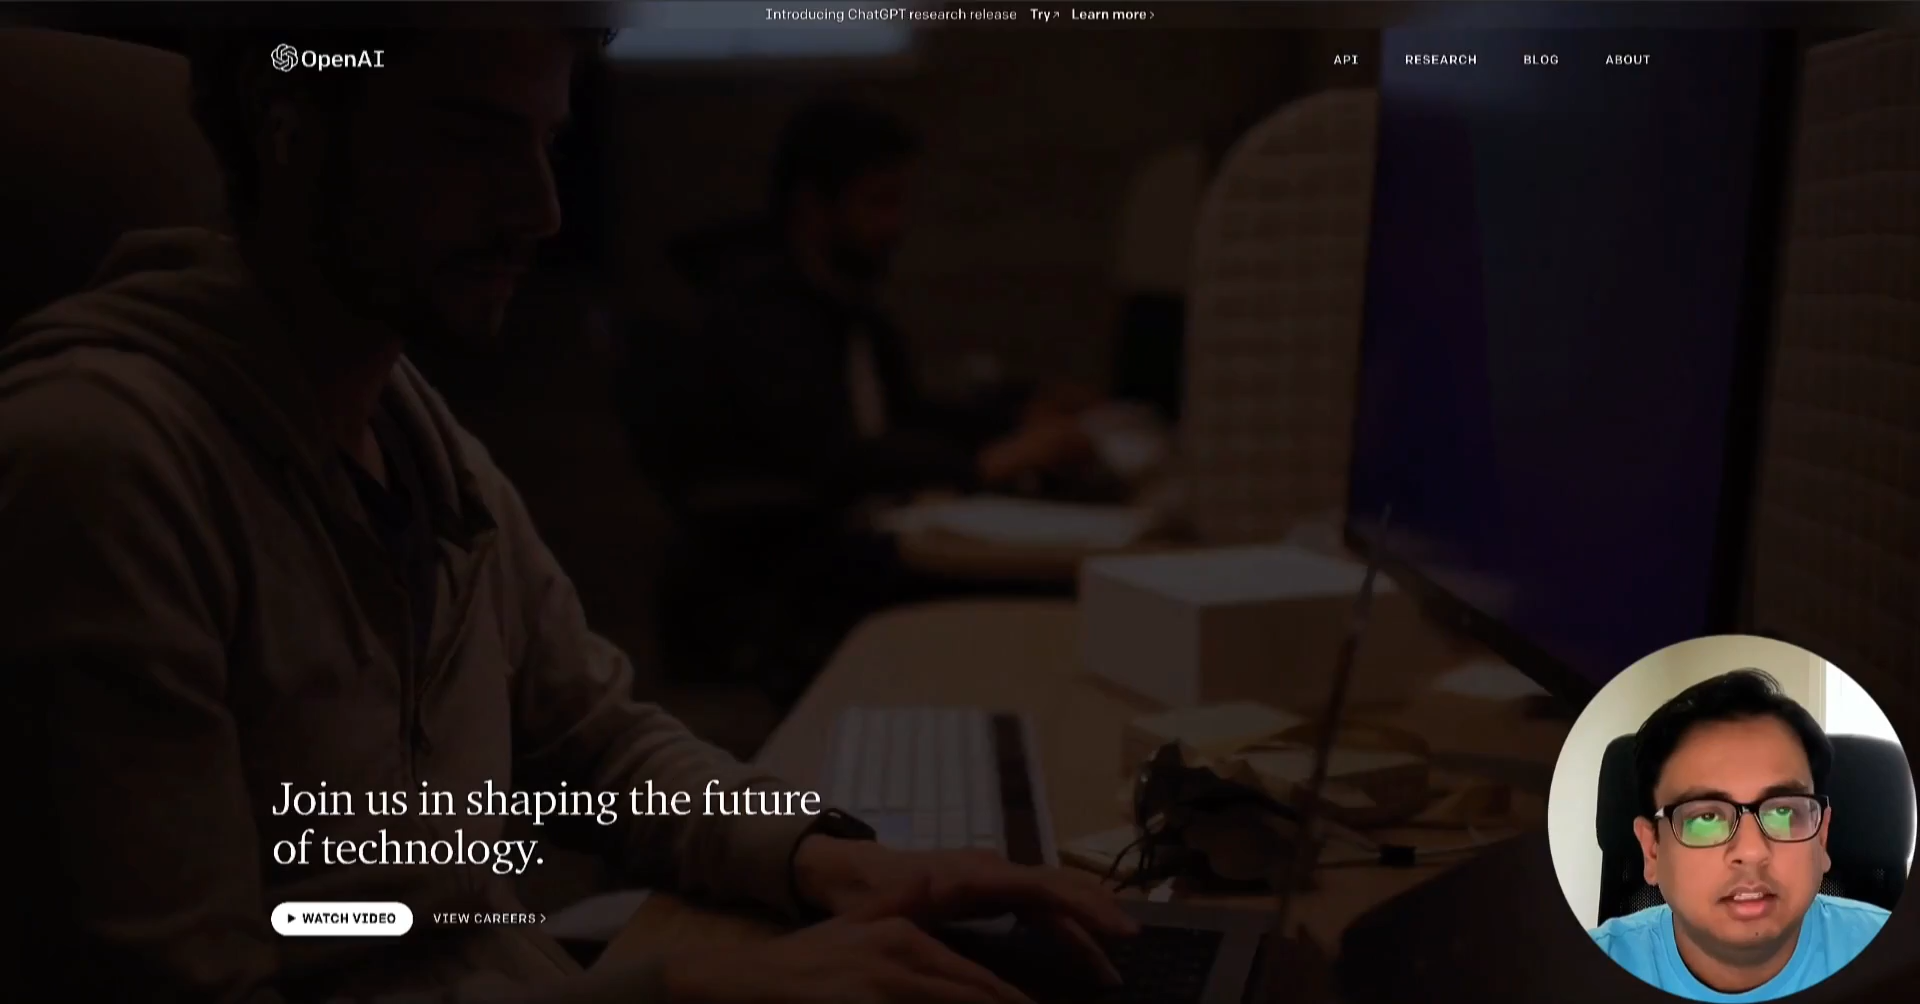 Introducing ChatGPT research release Try↗ Learn more›
OpenAI
API RESEARCH BLOG ABOUT
Join us in shaping the future
of technology.
▶ WATCH VIDEO VIEW CAREERS ›